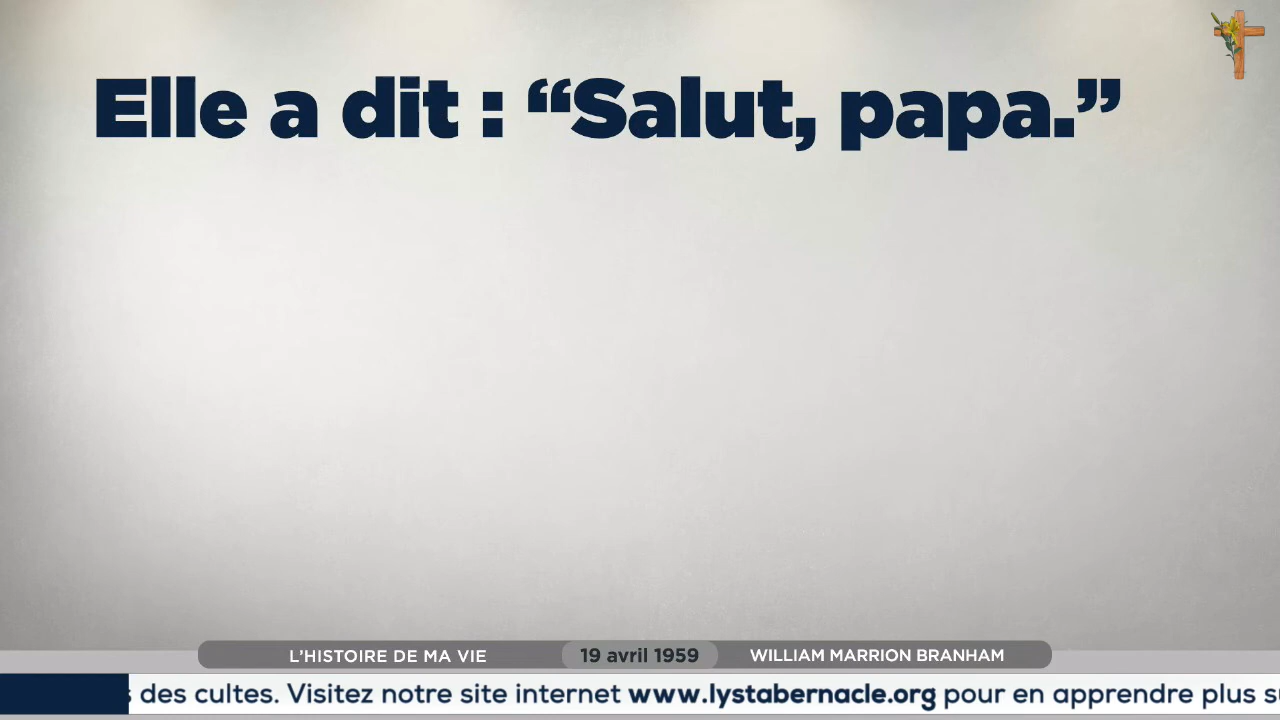 Elle a dit : “Salut, papa.”
L’HISTOIRE DE MA VIE 19 avril 1959 WILLIAM MARRION BRANHAM
des cultes. Visitez notre site internet www.lystabernacle.org pour en apprendre plus